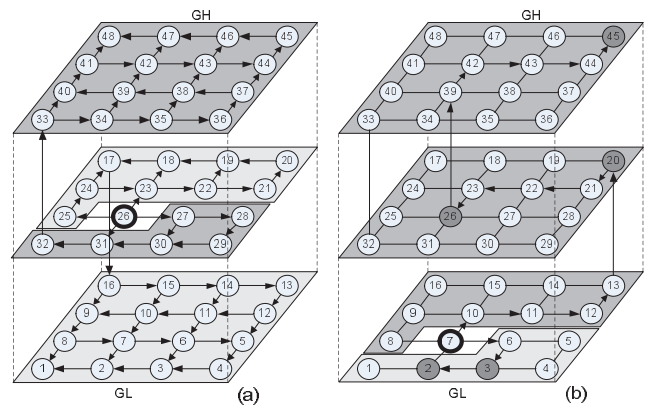 GH GH
48 47 46 45 48 47 46 45
41 42 43 44 41 42 43 44
40 39 38 37 40 39 38 37
33 34 35 36 33 34 35 36
17 18 19 20 17 18 19 20
24 23 22 21 24 23 22 21
25 26 27 28 25 26 27 28
32 31 30 29 32 31 30 29
16 15 14 13 16 15 14 13
9 10 11 12 9 10 11 12
8 7 6 5 8 7 6 5
1 2 3 4 1 2 3 4
GL (a) GL (b)